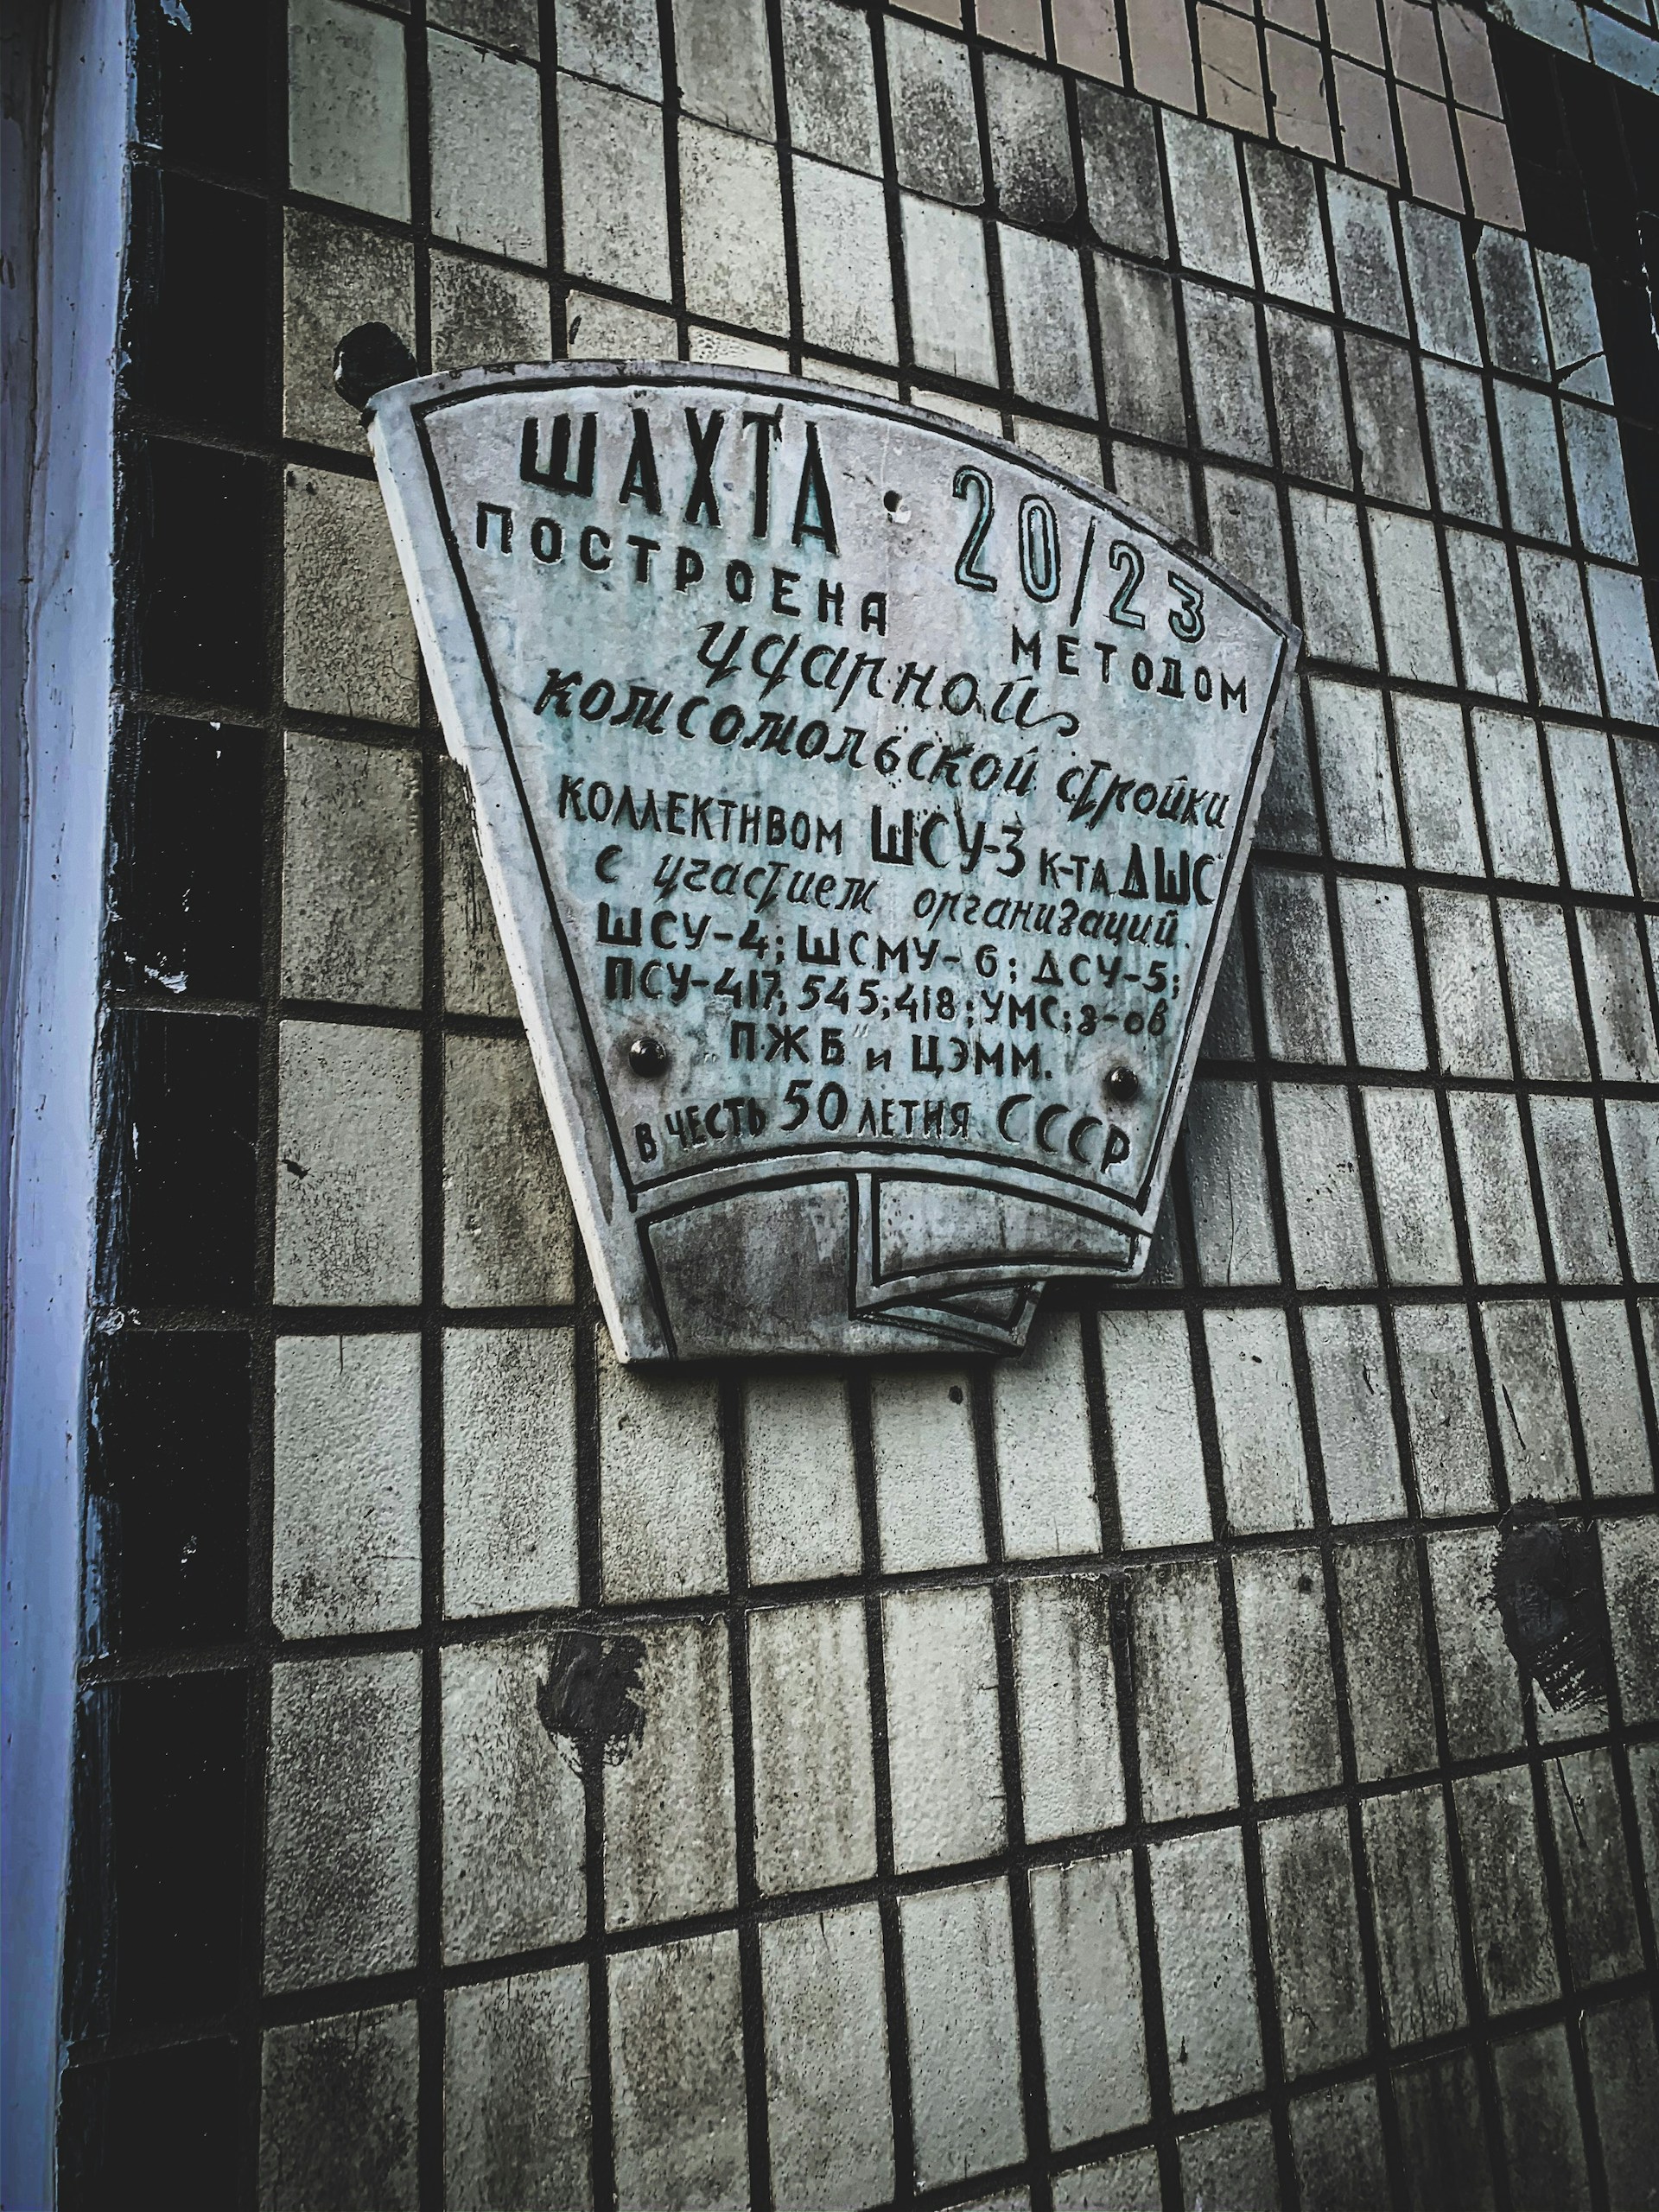 ШАХТА · 20/23
ПОСТРОЕНА МЕТОДОМ
ударной
комсомольской стройки
КОЛЛЕКТИВОМ ШСУ-3 К-ТА ДШС
с участием организаций.
ШСУ-4; ШСМУ-6; ДСУ-5;
ПСУ-417; 545; 418; УМС; з-ов
ПЖБ и ЦЭММ.
В ЧЕСТЬ 50 ЛЕТИЯ СССР